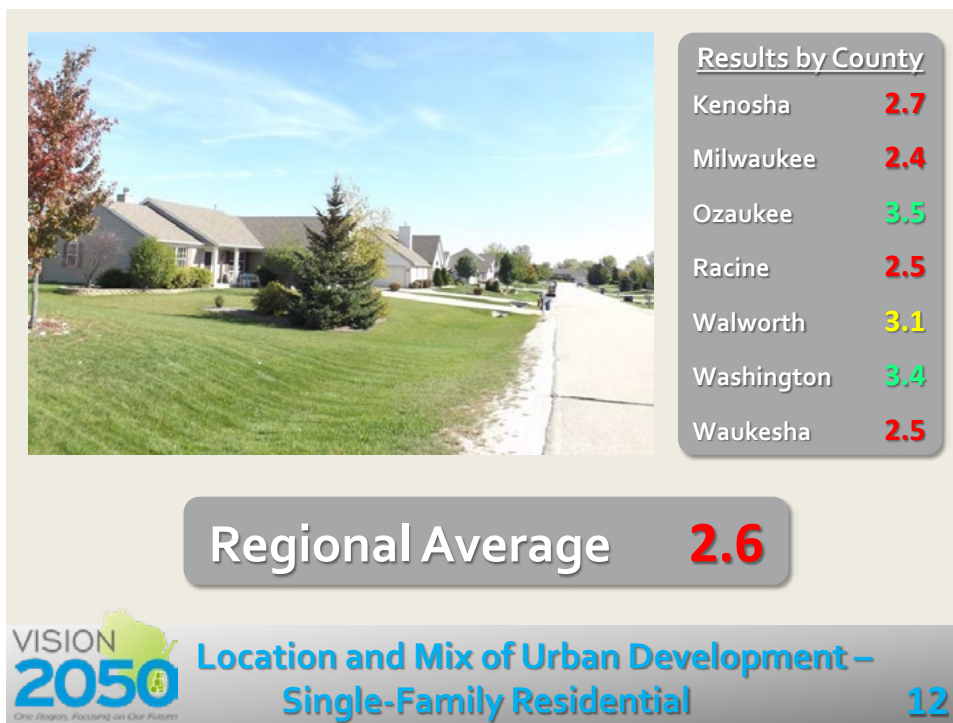 Results by County
Kenosha 2.7
Milwaukee 2.4
Ozaukee 3.5
Racine 2.5
Walworth 3.1
Washington 3.4
Waukesha 2.5
Regional Average 2.6
VISION
2050
One Region, Focusing on Our Future
Location and Mix of Urban Development –
Single-Family Residential
12